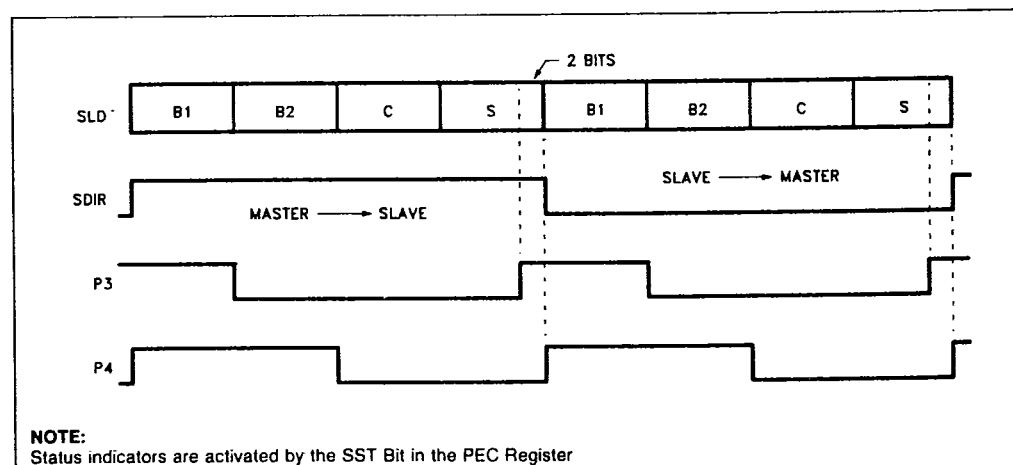 2 BITS
SLD B1 B2 C S B1 B2 C S
SLAVE → MASTER
SDIR
MASTER → SLAVE
P3
P4
NOTE:
Status indicators are activated by the SST Bit in the PEC Register